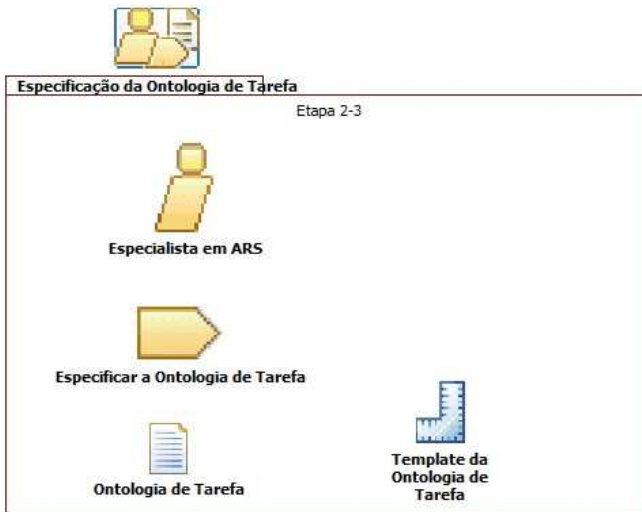 Especificação da Ontologia de Tarefa
Etapa 2-3
Especialista em ARS
Especificar a Ontologia de Tarefa
Ontologia de Tarefa
Template da
Ontologia de
Tarefa